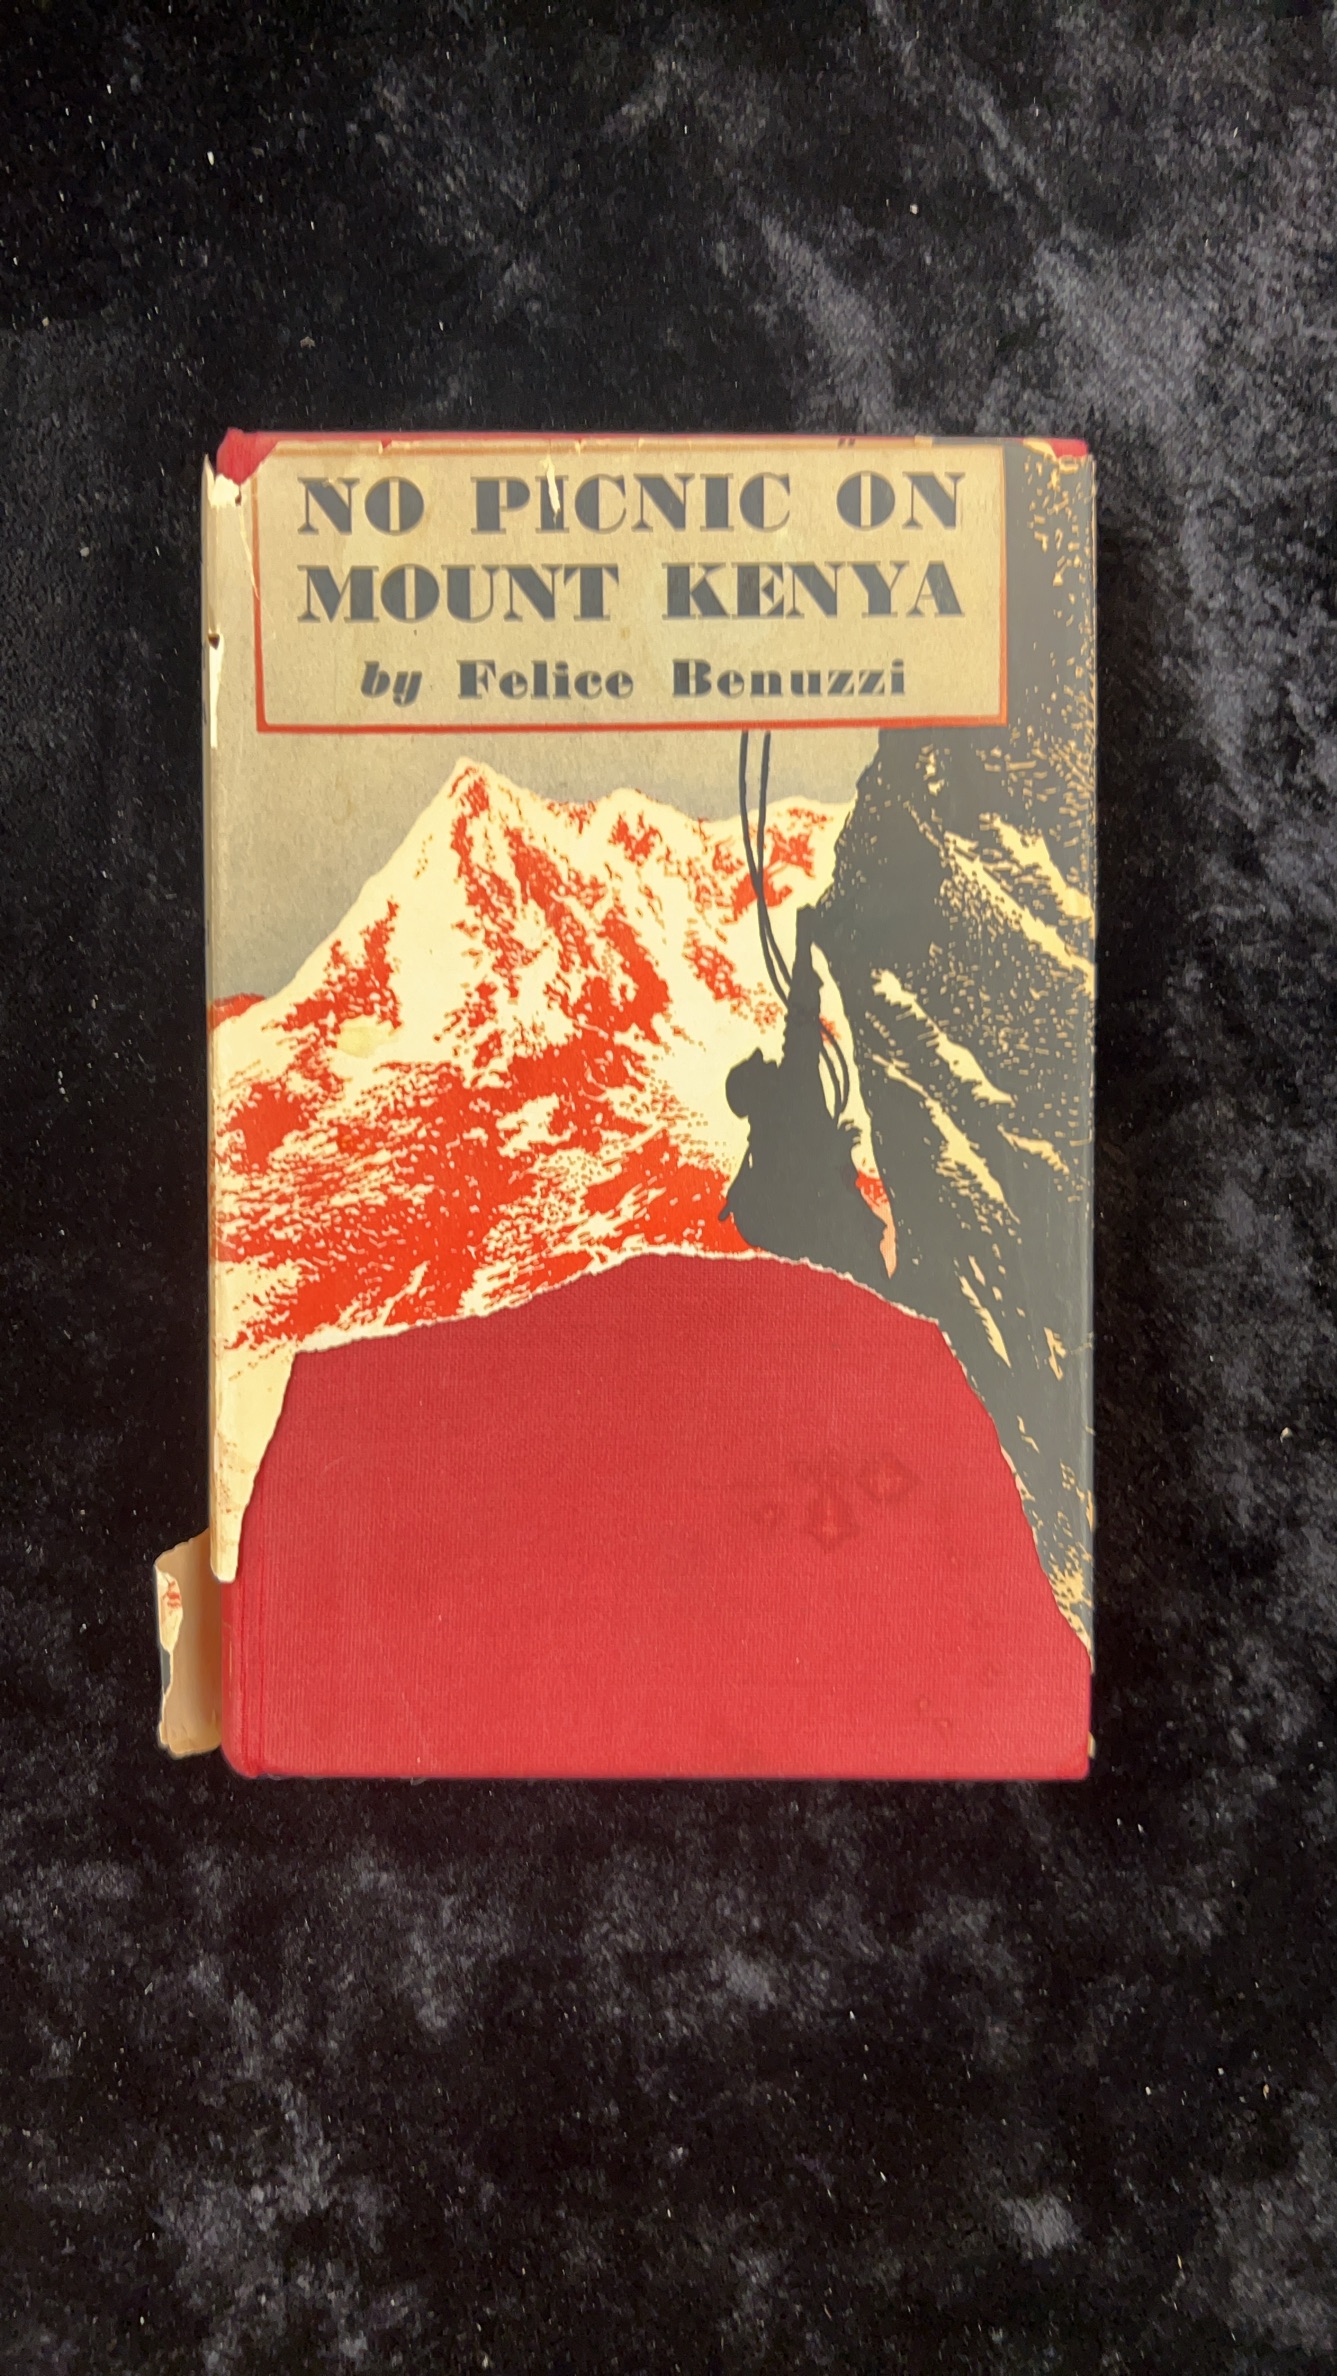 NO PICNIC ON
MOUNT KENYA
by Felice Benuzzi